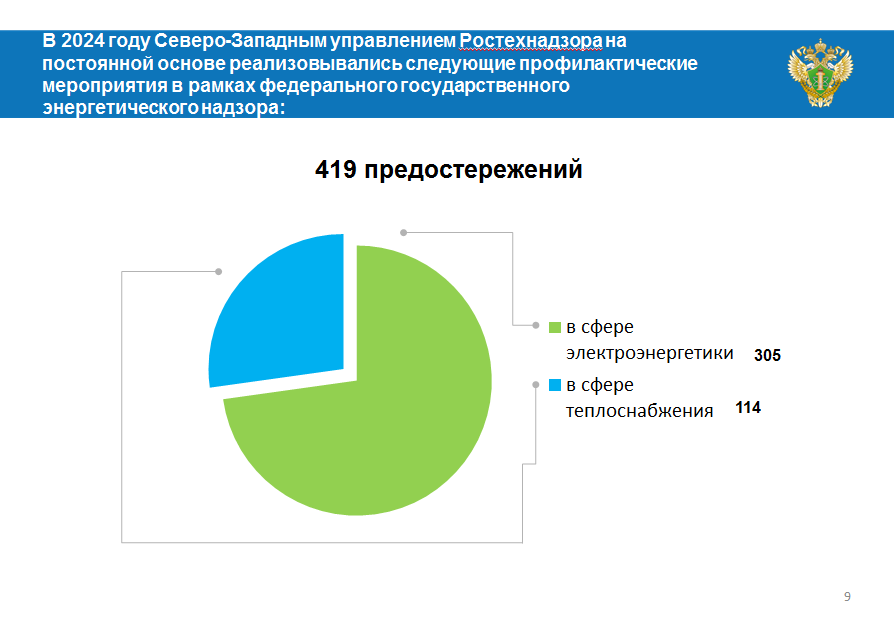 В 2024 году Северо-Западным управлением Ростехнадзора на
постоянной основе реализовывались следующие профилактические
мероприятия в рамках федерального государственного
энергетического надзора:
419 предостережений
в сфере
электроэнергетики 305
в сфере
теплоснабжения 114
9